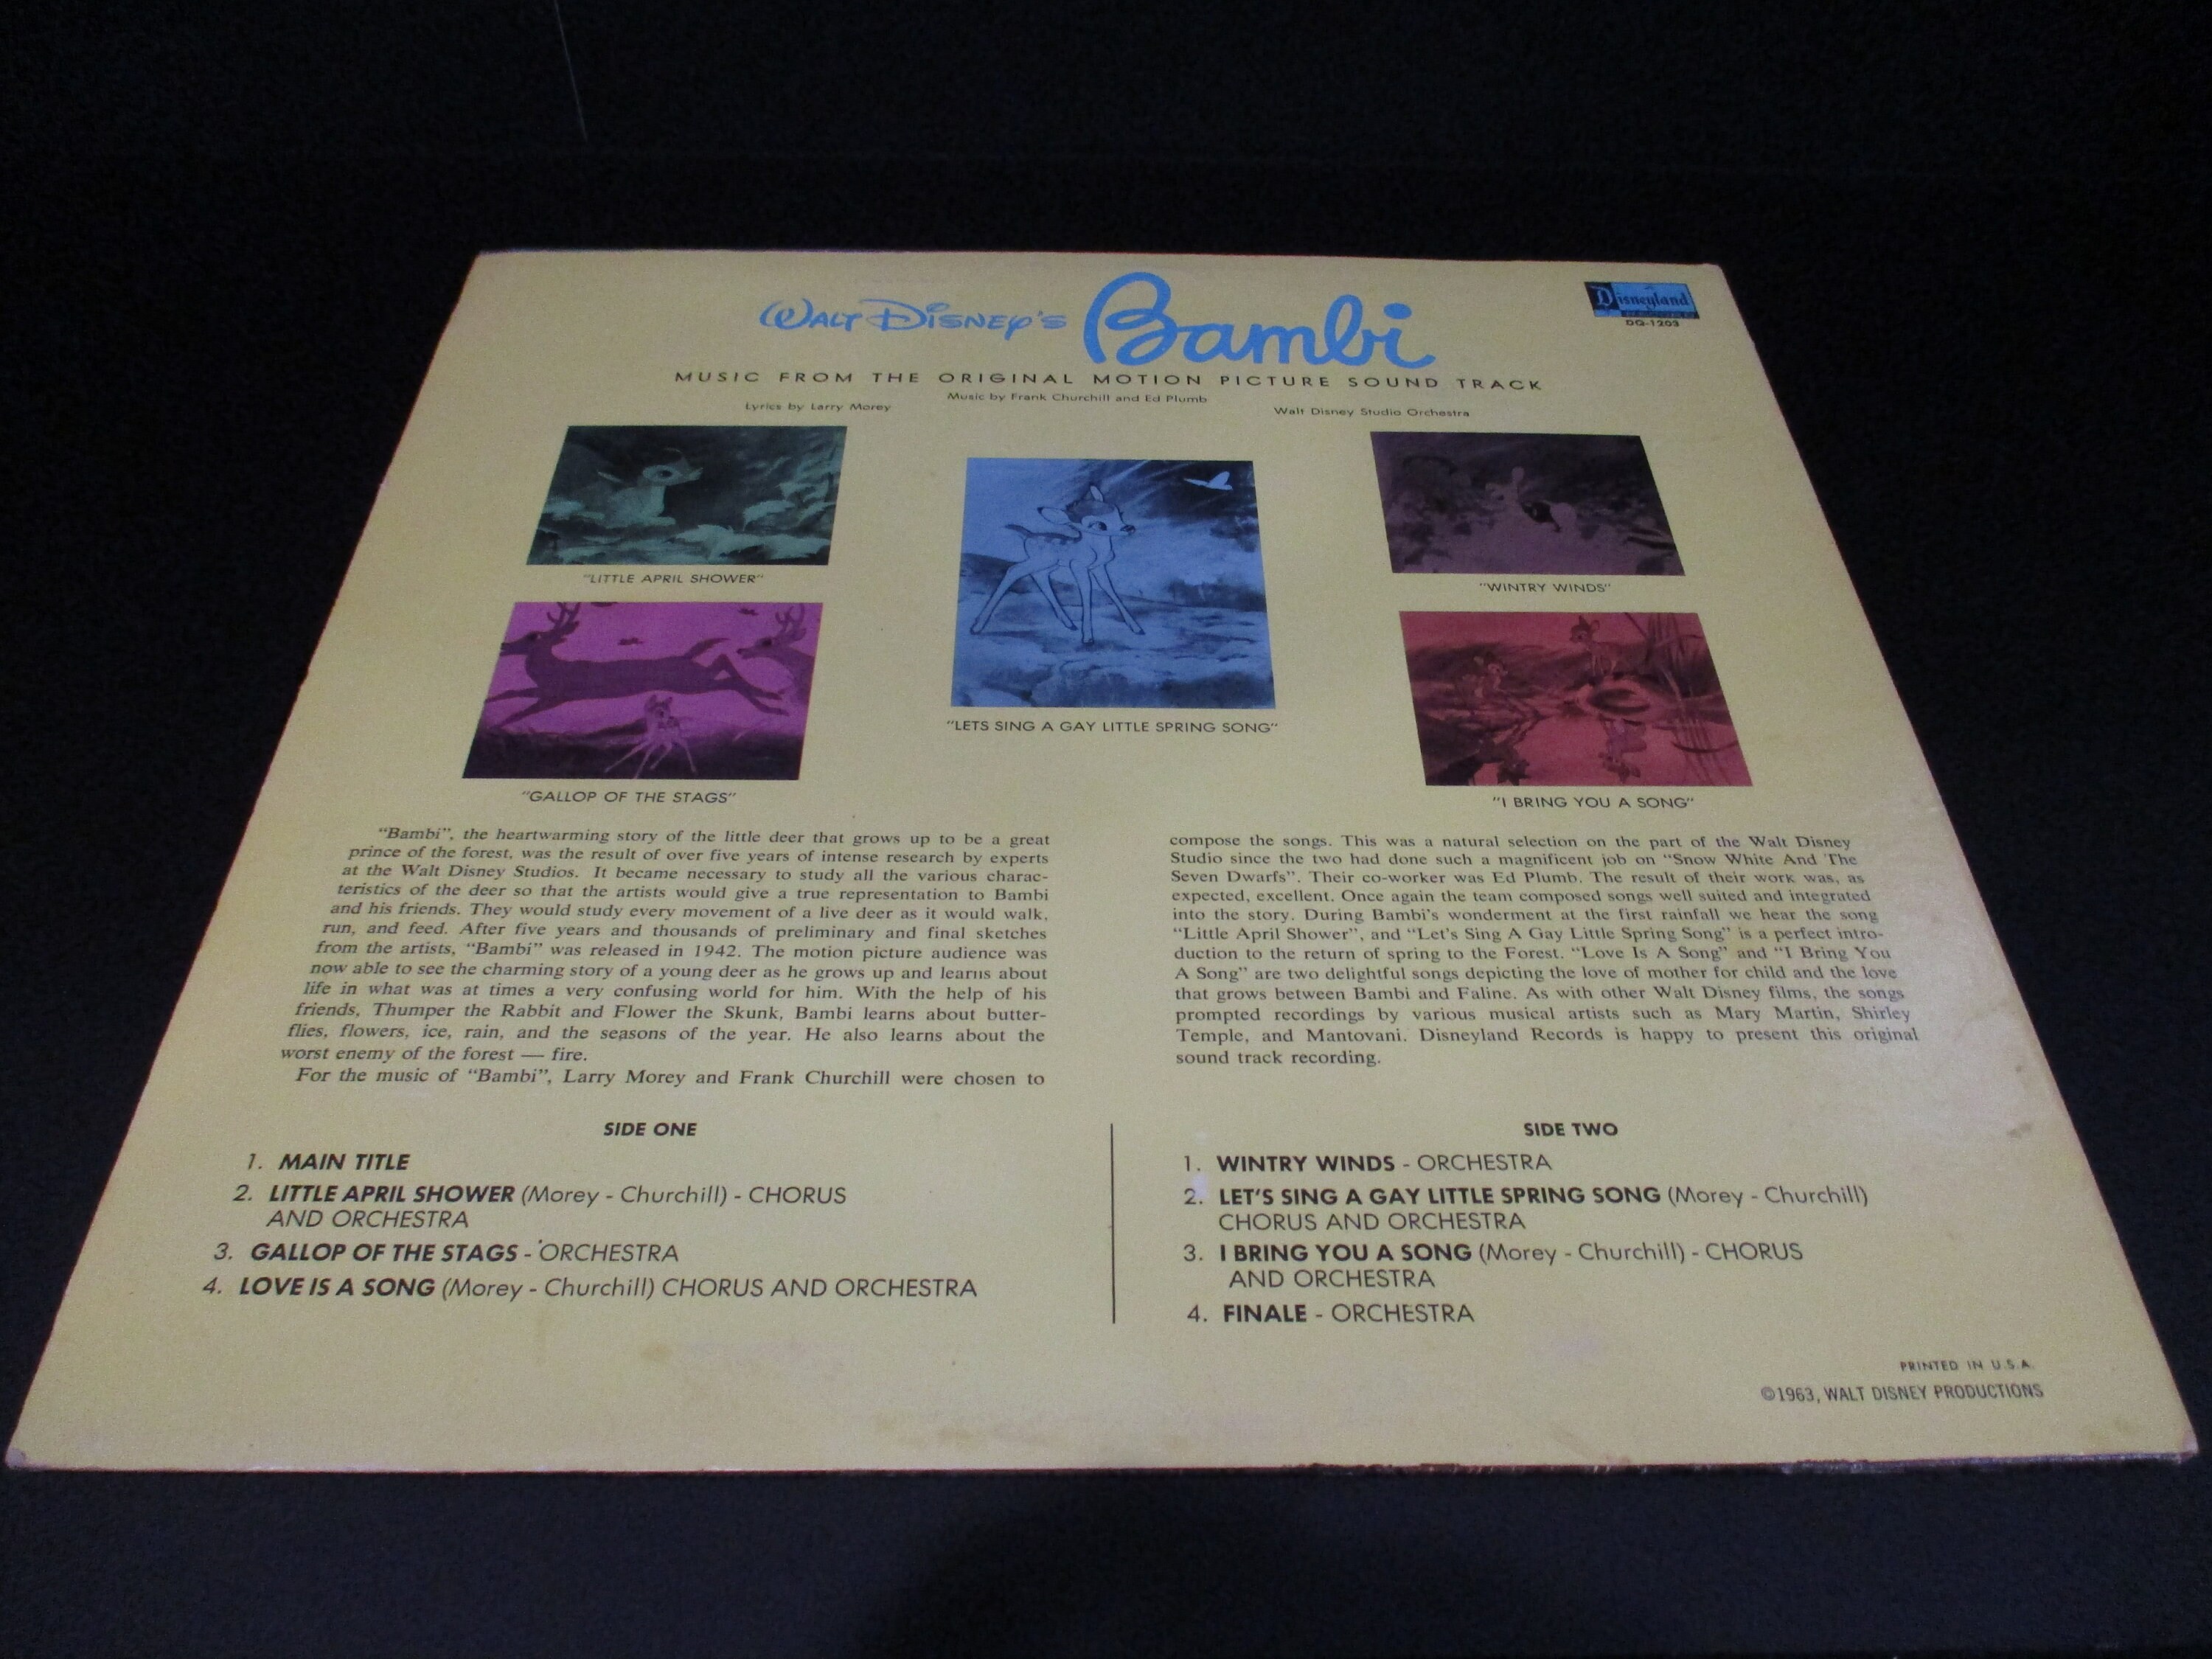 WALT DISNEY'S Bambi
Disneyland
DQ-1203
MUSIC FROM THE ORIGINAL MOTION PICTURE SOUND TRACK
Lyrics by Larry Morey
Music by Frank Churchill and Ed Plumb
Walt Disney Studio Orchestra
"LITTLE APRIL SHOWER"
"WINTRY WINDS"
"LETS SING A GAY LITTLE SPRING SONG"
"GALLOP OF THE STAGS"
"I BRING YOU A SONG"
"Bambi", the heartwarming story of the little deer that grows up to be a great
prince of the forest, was the result of over five years of intense research by experts
at the Walt Disney Studios. It became necessary to study all the various charac-
teristics of the deer so that the artists would give a true representation to Bambi
and his friends. They would study every movement of a live deer as it would walk,
run, and feed. After five years and thousands of preliminary and final sketches
from the artists, "Bambi" was released in 1942. The motion picture audience was
now able to see the charming story of a young deer as he grows up and learns about
life in what was at times a very confusing world for him. With the help of his
friends, Thumper the Rabbit and Flower the Skunk, Bambi learns about butter-
flies, flowers, ice, rain, and the seasons of the year. He also learns about the
worst enemy of the forest — fire.
For the music of "Bambi", Larry Morey and Frank Churchill were chosen to
compose the songs. This was a natural selection on the part of the Walt Disney
Studio since the two had done such a magnificent job on "Snow White And The
Seven Dwarfs". Their co-worker was Ed Plumb. The result of their work was, as
expected, excellent. Once again the team composed songs well suited and integrated
into the story. During Bambi's wonderment at the first rainfall we hear the song
"Little April Shower", and "Let's Sing A Gay Little Spring Song" is a perfect intro-
duction to the return of spring to the Forest. "Love Is A Song" and "I Bring You
A Song" are two delightful songs depicting the love of mother for child and the love
that grows between Bambi and Faline. As with other Walt Disney films, the songs
prompted recordings by various musical artists such as Mary Martin, Shirley
Temple, and Mantovani. Disneyland Records is happy to present this original
sound track recording.
SIDE ONE
1. MAIN TITLE
2. LITTLE APRIL SHOWER (Morey - Churchill) - CHORUS
AND ORCHESTRA
3. GALLOP OF THE STAGS - ORCHESTRA
4. LOVE IS A SONG (Morey - Churchill) CHORUS AND ORCHESTRA
SIDE TWO
1. WINTRY WINDS - ORCHESTRA
2. LET'S SING A GAY LITTLE SPRING SONG (Morey - Churchill)
CHORUS AND ORCHESTRA
3. I BRING YOU A SONG (Morey - Churchill) - CHORUS
AND ORCHESTRA
4. FINALE - ORCHESTRA
PRINTED IN U.S.A.
©1963, WALT DISNEY PRODUCTIONS